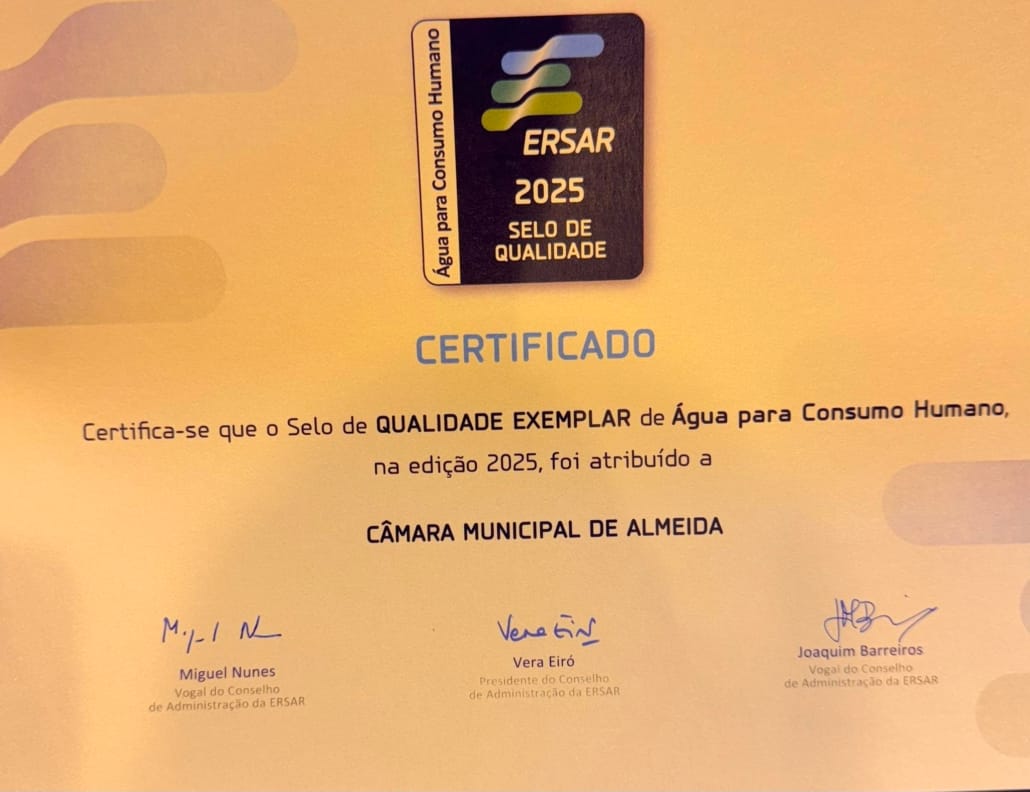 Água para Consumo Humano
ERSAR
2025
SELO DE
QUALIDADE
CERTIFICADO
Certifica-se que o Selo de QUALIDADE EXEMPLAR de Água para Consumo Humano,
na edição 2025, foi atribuído a
CÂMARA MUNICIPAL DE ALMEIDA
Vera Eiró
Miguel Nunes
Vogal do Conselho
de Administração da ERSAR
Vera Eiró
Presidente do Conselho
de Administração da ERSAR
Joaquim Barreiros
Vogal do Conselho
de Administração da ERSAR